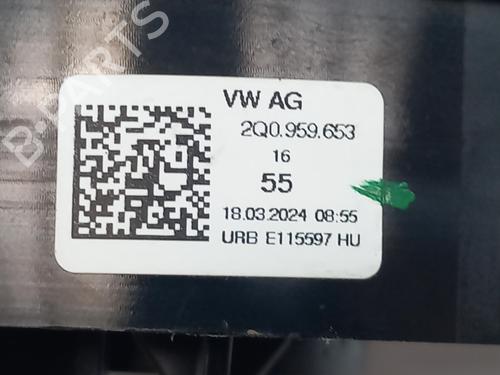 B-PARTS
VW AG
2Q0.959.653
16
55
18.03.2024 08:55
URB E115597 HU